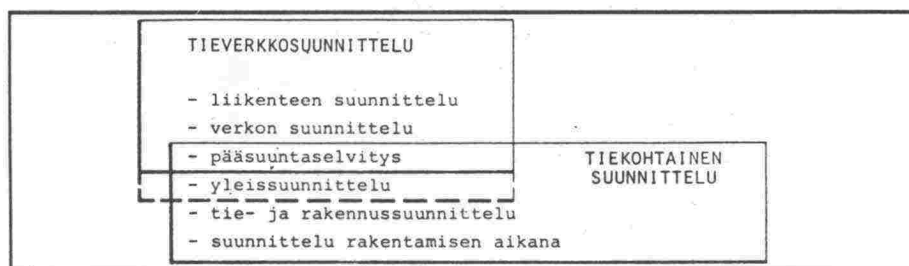 TIEVERKKOSUUNNITTELU
- liikenteen suunnittelu
- verkon suunnittelu
- pääsuuntaselvitys
TIEKOHTAINEN
SUUNNITTELU
- yleissuunnittelu
- tie- ja rakennussuunnittelu
- suunnittelu rakentamisen aikana